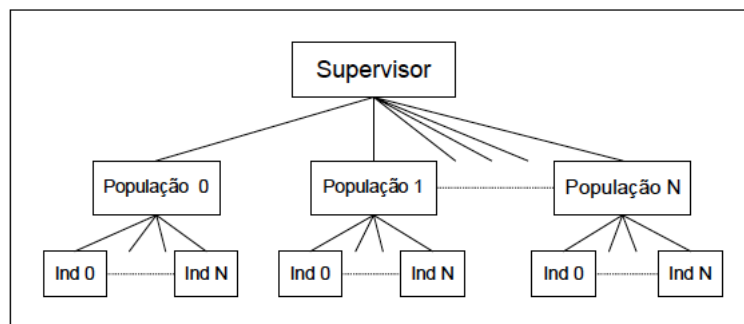 Supervisor
População 0
População 1
População N
Ind 0
Ind N
Ind 0
Ind N
Ind 0
Ind N